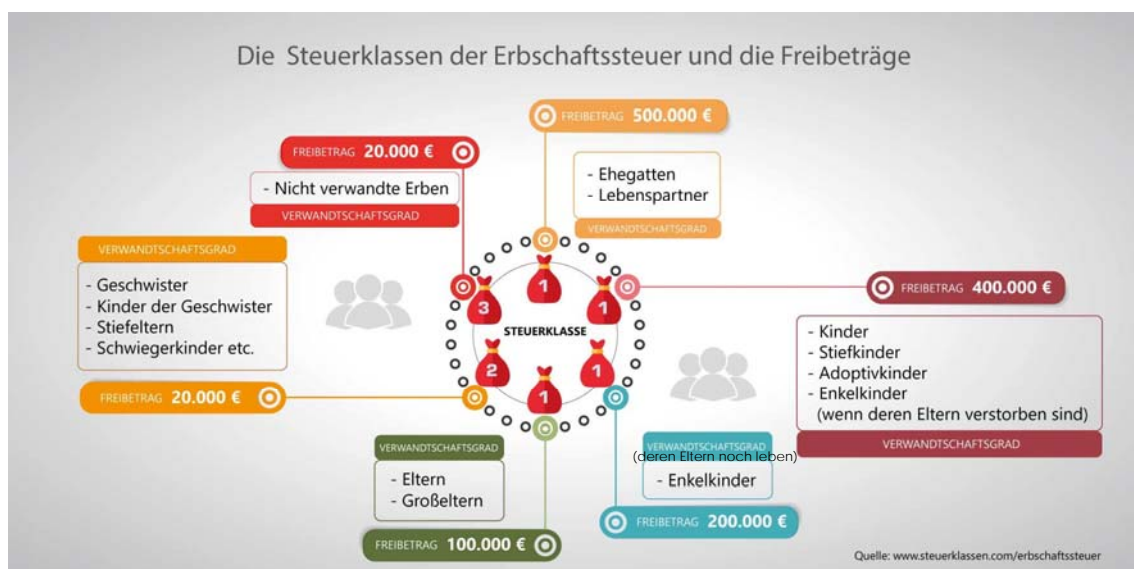 Die Steuerklassen der Erbschaftssteuer und die Freibeträge
FREIBETRAG 500.000 €
- Ehegatten
- Lebenspartner
VERWANDTSCHAFTSGRAD
FREIBETRAG 20.000 €
- Nicht verwandte Erben
VERWANDTSCHAFTSGRAD
VERWANDTSCHAFTSGRAD
- Geschwister
- Kinder der Geschwister
- Stiefeltern
- Schwiegerkinder etc.
FREIBETRAG 20.000 €
1
3
1
STEUERKLASSE
2
1
1
FREIBETRAG 400.000 €
- Kinder
- Stiefkinder
- Adoptivkinder
- Enkelkinder
(wenn deren Eltern verstorben sind)
VERWANDTSCHAFTSGRAD
VERWANDTSCHAFTSGRAD
- Eltern
- Großeltern
FREIBETRAG 100.000 €
VERWANDTSCHAFTSGRAD
(deren Eltern noch leben)
- Enkelkinder
FREIBETRAG 200.000 €
Quelle: www.steuerklassen.com/erbschaftssteuer